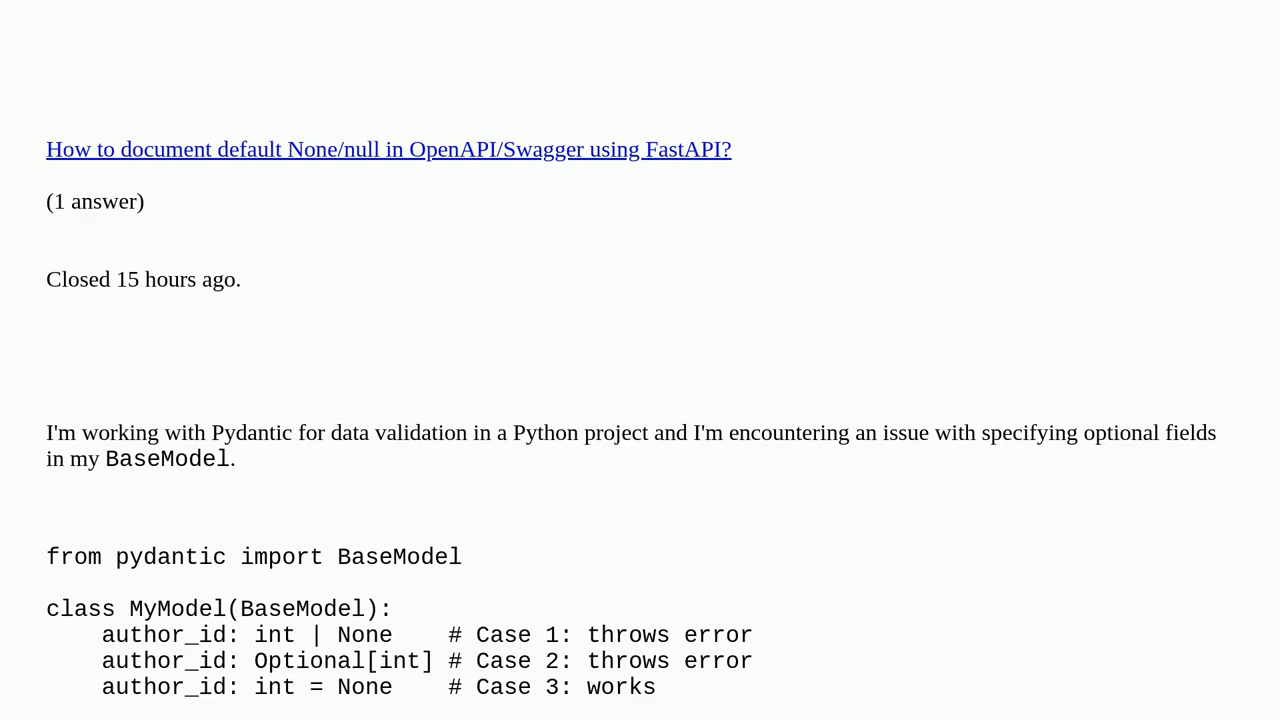 How to document default None/null in OpenAPI/Swagger using FastAPI?
(1 answer)
Closed 15 hours ago.
I'm working with Pydantic for data validation in a Python project and I'm encountering an issue with specifying optional fields
in my BaseModel.
from pydantic import BaseModel
class MyModel(BaseModel):
    author_id: int | None    # Case 1: throws error
    author_id: Optional[int] # Case 2: throws error
    author_id: int = None    # Case 3: works